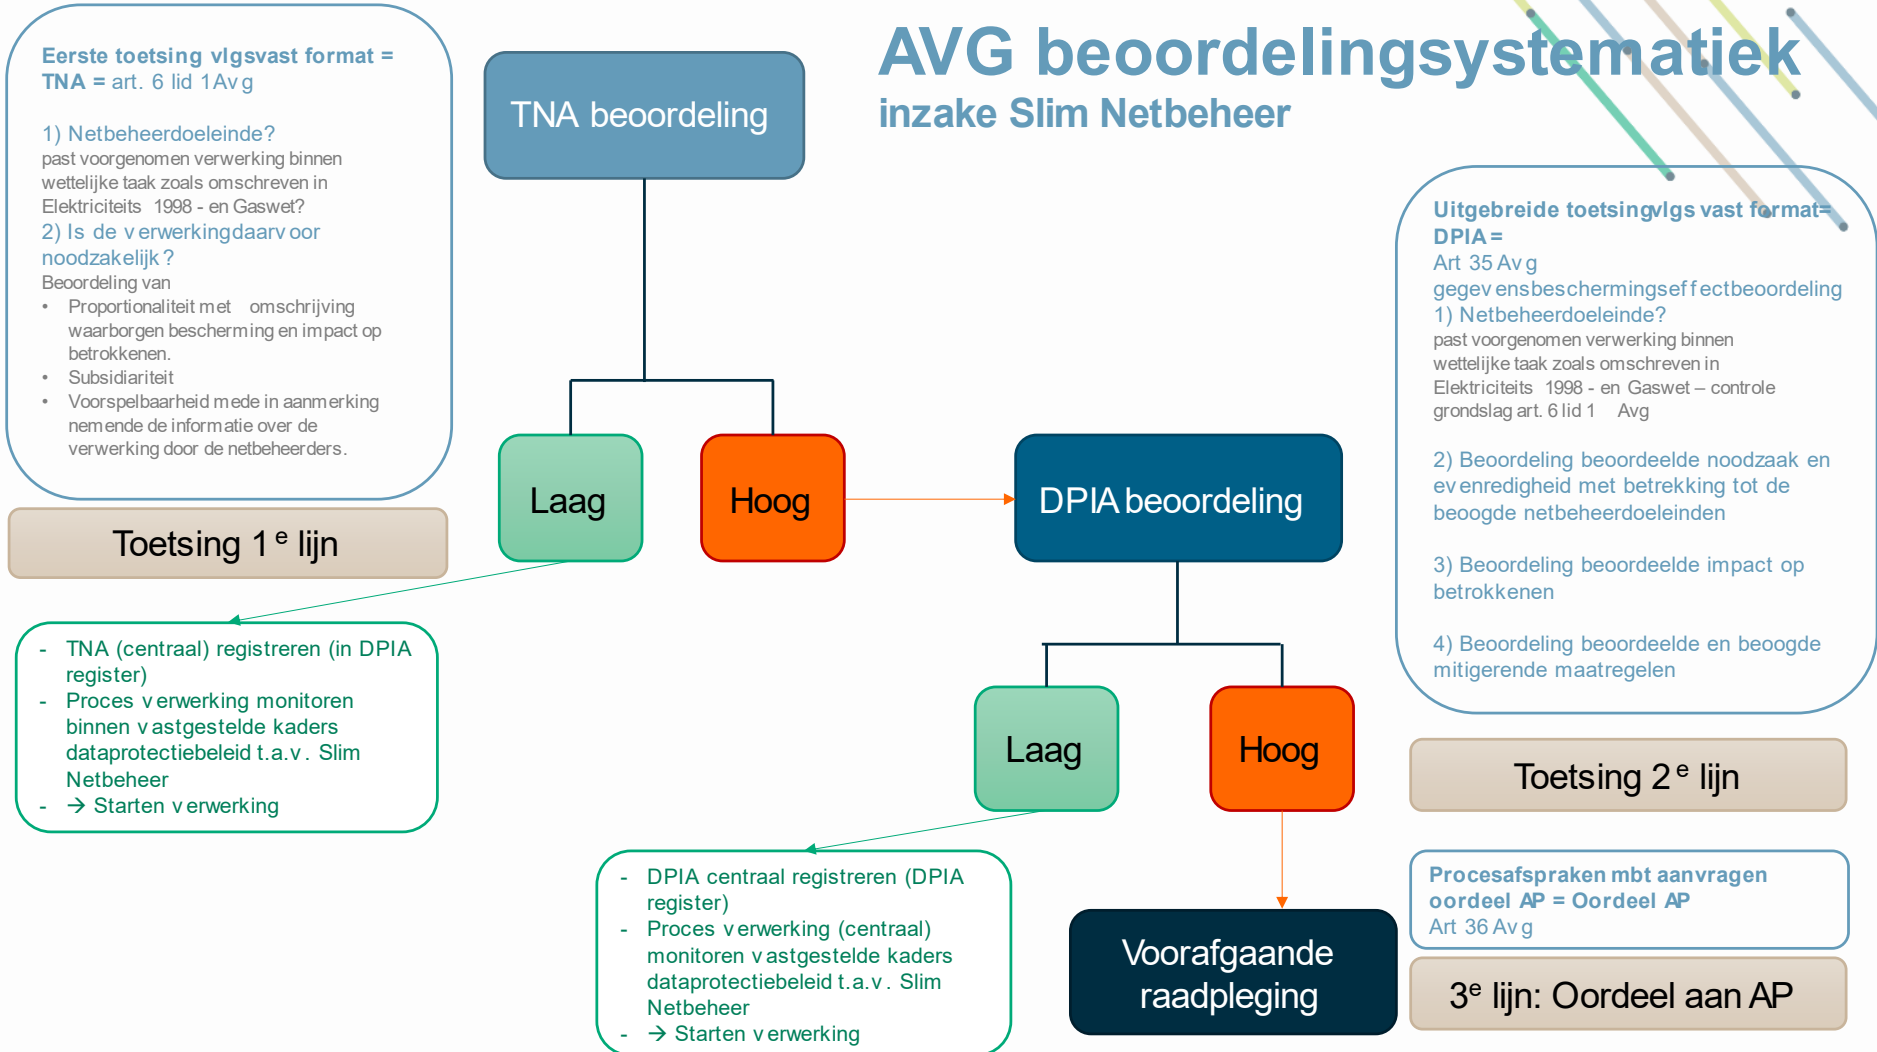 AVG beoordelingsystematiek
inzake Slim Netbeheer
Eerste toetsing vlgsvast format =
TNA = art. 6 lid 1 Avg
1) Netbeheerdoeleinde?
past voorgenomen verwerking binnen
wettelijke taak zoals omschreven in
Elektriciteits 1998 - en Gaswet?
2) Is de verwerkingdaarvoor
noodzakelijk?
Beoordeling van
• Proportionaliteit met omschrijving
waarborgen bescherming en impact op
betrokkenen.
• Subsidiariteit
• Voorspelbaarheid mede in aanmerking
nemende de informatie over de
verwerking door de netbeheerders.
Toetsing 1e lijn
TNA beoordeling
Laag
Hoog
DPIA beoordeling
- TNA (centraal) registreren (in DPIA
register)
- Proces verwerking monitoren
binnen vastgestelde kaders
dataprotectiebeleid t.a.v. Slim
Netbeheer
- → Starten verwerking
Laag
Hoog
- DPIA centraal registreren (DPIA
register)
- Proces verwerking (centraal)
monitoren vastgestelde kaders
dataprotectiebeleid t.a.v. Slim
Netbeheer
- → Starten verwerking
Voorafgaande
raadpleging
Uitgebreide toetsingvlgs vast format=
DPIA =
Art 35 Avg
gegevensbeschermingseffectbeoordeling
1) Netbeheerdoeleinde?
past voorgenomen verwerking binnen
wettelijke taak zoals omschreven in
Elektriciteits 1998 - en Gaswet – controle
grondslag art. 6 lid 1 Avg
2) Beoordeling beoordeelde noodzaak en
evenredigheid met betrekking tot de
beoogde netbeheerdoeleinden
3) Beoordeling beoordeelde impact op
betrokkenen
4) Beoordeling beoordeelde en beoogde
mitigerende maatregelen
Toetsing 2e lijn
Procesafspraken mbt aanvragen
oordeel AP = Oordeel AP
Art 36 Avg
3e lijn: Oordeel aan AP